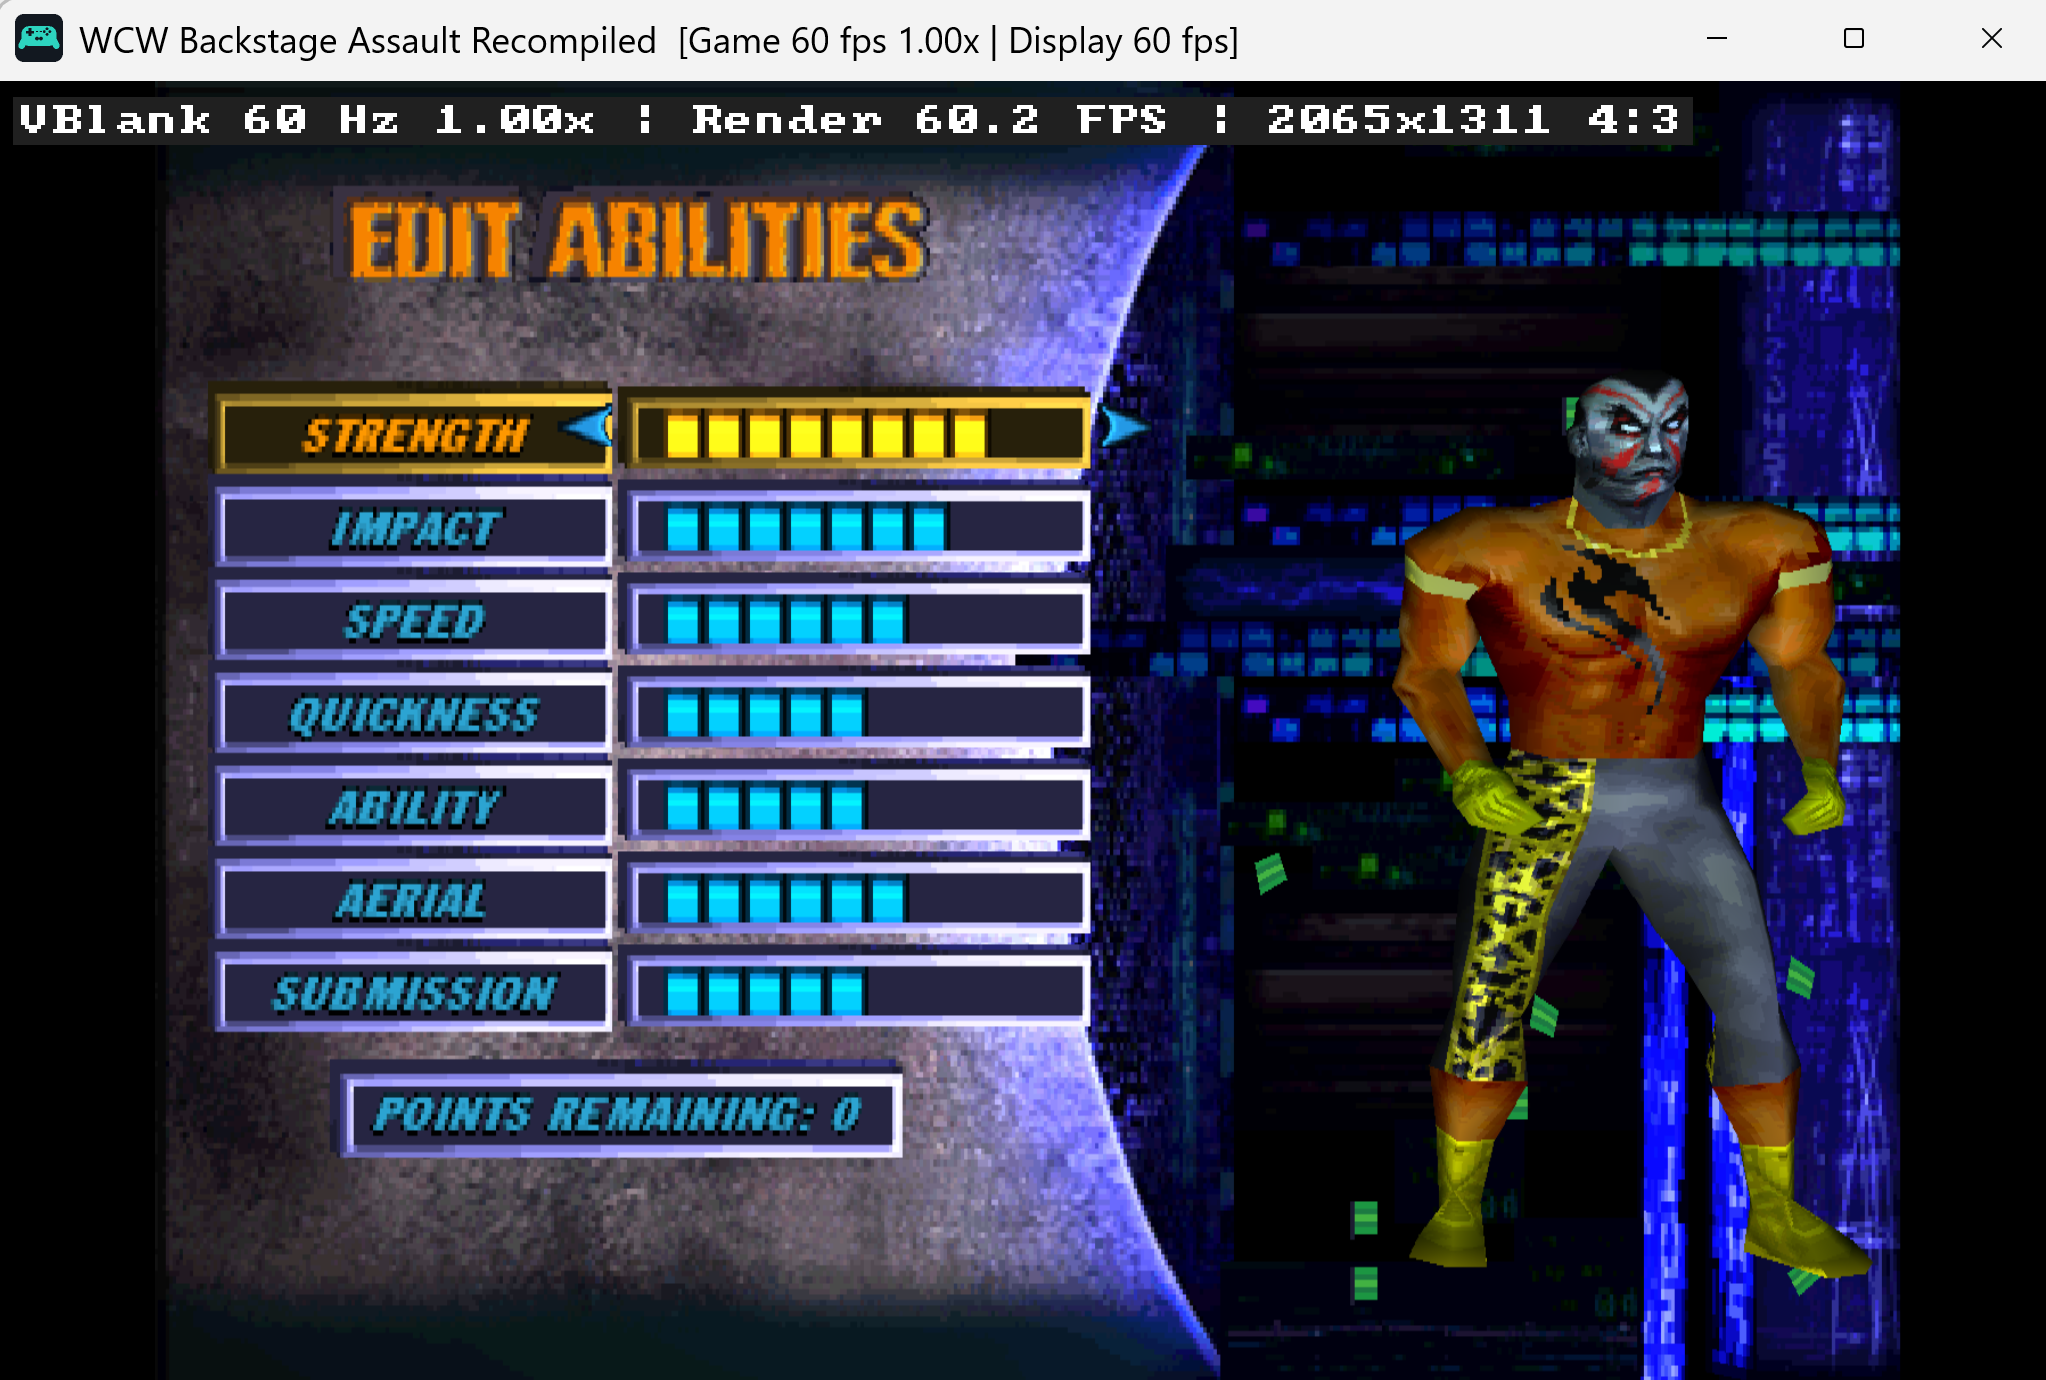 WCW Backstage Assault Recompiled [Game 60 fps 1.00x | Display 60 fps]
VBlank 60 Hz 1.00x : Render 60.2 FPS : 2065x1311 4:3
EDIT ABILITIES
STRENGTH
IMPACT
SPEED
QUICKNESS
ABILITY
AERIAL
SUBMISSION
POINTS REMAINING: 0